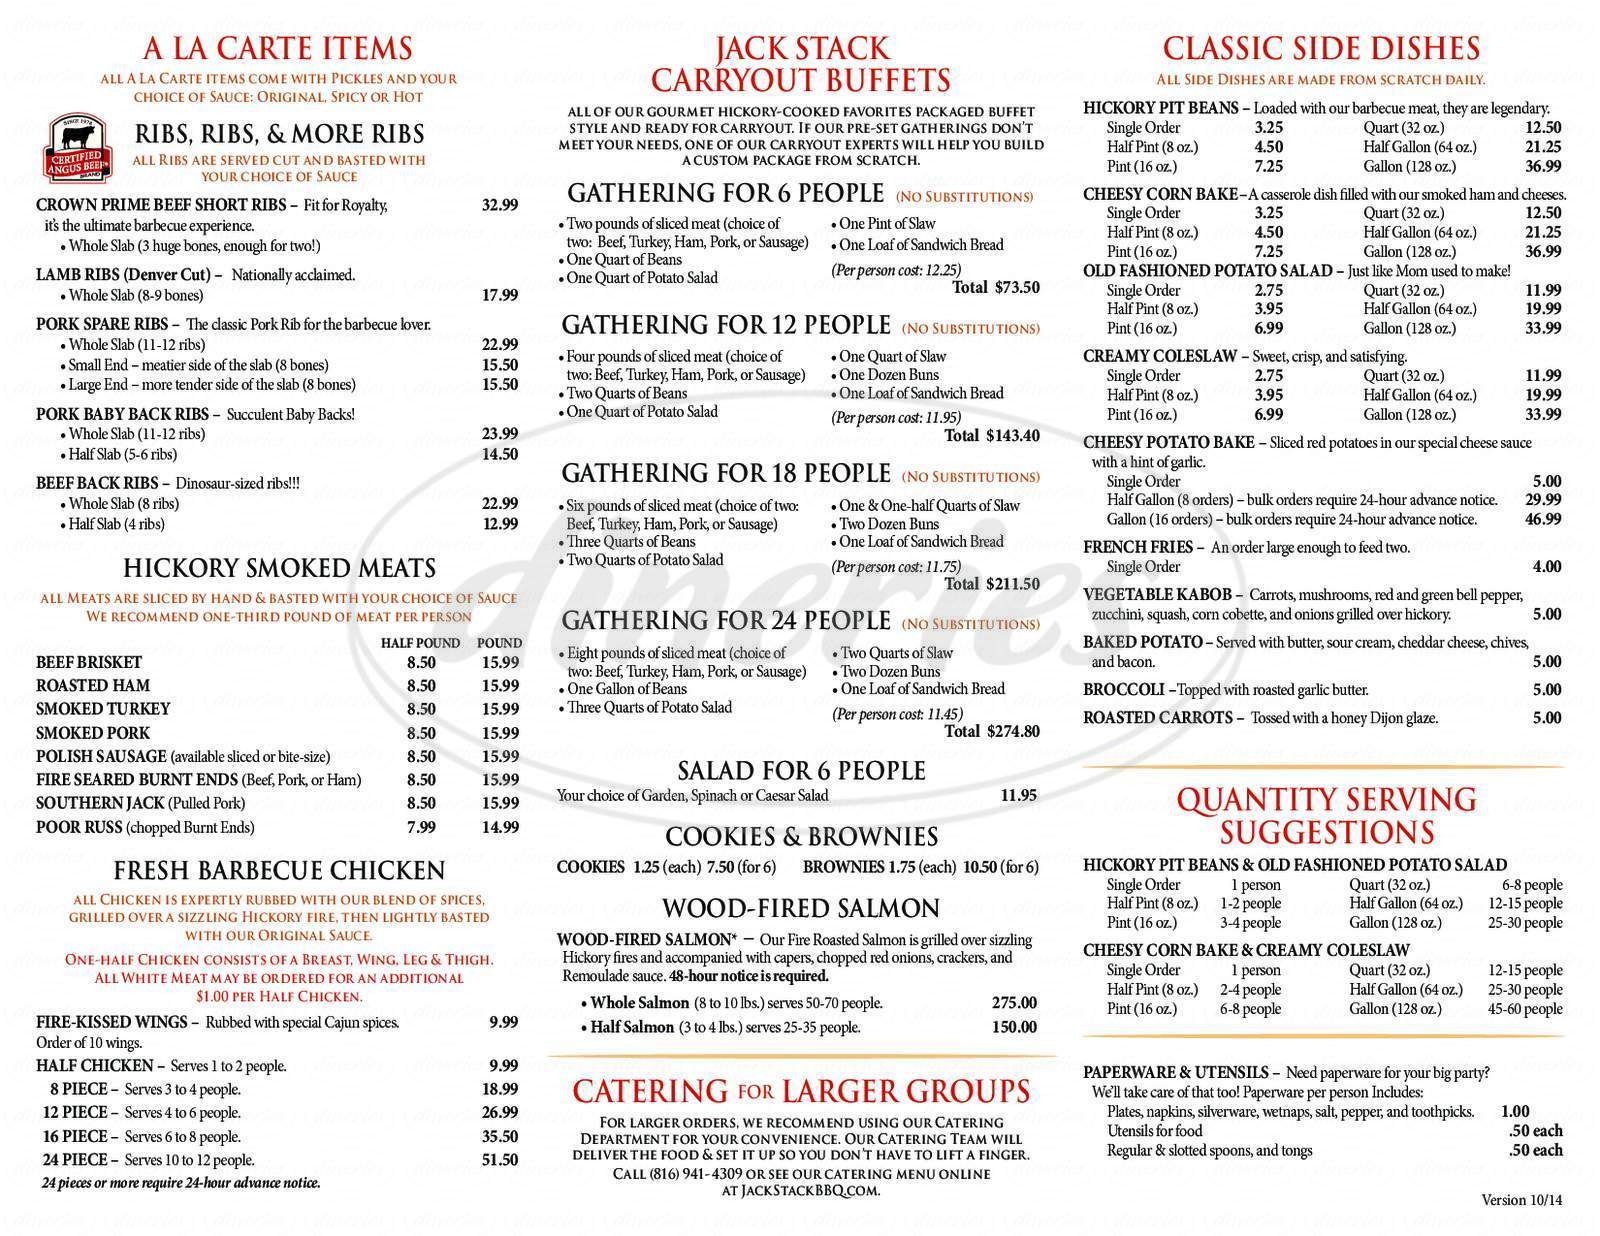 A LA CARTE ITEMS
ALL A LA CARTE ITEMS COME WITH PICKLES AND YOUR
CHOICE OF SAUCE: ORIGINAL, SPICY OR HOT
SINCE 1978
CERTIFIED
ANGUS BEEF®
BRAND
RIBS, RIBS, & MORE RIBS
ALL RIBS ARE SERVED CUT AND BASTED WITH
YOUR CHOICE OF SAUCE
CROWN PRIME BEEF SHORT RIBS – Fit for Royalty, 32.99
it's the ultimate barbecue experience.
• Whole Slab (3 huge bones, enough for two!)
LAMB RIBS (Denver Cut) – Nationally acclaimed.
• Whole Slab (8-9 bones) 17.99
PORK SPARE RIBS – The classic Pork Rib for the barbecue lover.
• Whole Slab (11-12 ribs) 22.99
• Small End – meatier side of the slab (8 bones) 15.50
• Large End – more tender side of the slab (8 bones) 15.50
PORK BABY BACK RIBS – Succulent Baby Backs!
• Whole Slab (11-12 ribs) 23.99
• Half Slab (5-6 ribs) 14.50
BEEF BACK RIBS – Dinosaur-sized ribs!!!
• Whole Slab (8 ribs) 22.99
• Half Slab (4 ribs) 12.99
HICKORY SMOKED MEATS
ALL MEATS ARE SLICED BY HAND & BASTED WITH YOUR CHOICE OF SAUCE
WE RECOMMEND ONE-THIRD POUND OF MEAT PER PERSON
HALF POUND POUND
BEEF BRISKET 8.50 15.99
ROASTED HAM 8.50 15.99
SMOKED TURKEY 8.50 15.99
SMOKED PORK 8.50 15.99
POLISH SAUSAGE (available sliced or bite-size) 8.50 15.99
FIRE SEARED BURNT ENDS (Beef, Pork, or Ham) 8.50 15.99
SOUTHERN JACK (Pulled Pork) 8.50 15.99
POOR RUSS (chopped Burnt Ends) 7.99 14.99
FRESH BARBECUE CHICKEN
ALL CHICKEN IS EXPERTLY RUBBED WITH OUR BLEND OF SPICES,
GRILLED OVER A SIZZLING HICKORY FIRE, THEN LIGHTLY BASTED
WITH OUR ORIGINAL SAUCE.
ONE-HALF CHICKEN CONSISTS OF A BREAST, WING, LEG & THIGH.
ALL WHITE MEAT MAY BE ORDERED FOR AN ADDITIONAL
$1.00 PER HALF CHICKEN.
FIRE-KISSED WINGS – Rubbed with special Cajun spices. 9.99
Order of 10 wings.
HALF CHICKEN – Serves 1 to 2 people. 9.99
8 PIECE – Serves 3 to 4 people. 18.99
12 PIECE – Serves 4 to 6 people. 26.99
16 PIECE – Serves 6 to 8 people. 35.50
24 PIECE – Serves 10 to 12 people. 51.50
24 pieces or more require 24-hour advance notice.
JACK STACK
CARRYOUT BUFFETS
ALL OF OUR GOURMET HICKORY-COOKED FAVORITES PACKAGED BUFFET
STYLE AND READY FOR CARRYOUT. IF OUR PRE-SET GATHERINGS DON'T
MEET YOUR NEEDS, ONE OF OUR CARRYOUT EXPERTS WILL HELP YOU BUILD
A CUSTOM PACKAGE FROM SCRATCH.
GATHERING FOR 6 PEOPLE (NO SUBSTITUTIONS)
• Two pounds of sliced meat (choice of
two: Beef, Turkey, Ham, Pork, or Sausage)
• One Quart of Beans
• One Quart of Potato Salad
• One Pint of Slaw
• One Loaf of Sandwich Bread
(Per person cost: 12.25)
Total $73.50
GATHERING FOR 12 PEOPLE (NO SUBSTITUTIONS)
• Four pounds of sliced meat (choice of
two: Beef, Turkey, Ham, Pork, or Sausage)
• Two Quarts of Beans
• One Quart of Potato Salad
• One Quart of Slaw
• One Dozen Buns
• One Loaf of Sandwich Bread
(Per person cost: 11.95)
Total $143.40
GATHERING FOR 18 PEOPLE (NO SUBSTITUTIONS)
• Six pounds of sliced meat (choice of two:
Beef, Turkey, Ham, Pork, or Sausage)
• Three Quarts of Beans
• Two Quarts of Potato Salad
• One & One-half Quarts of Slaw
• Two Dozen Buns
• One Loaf of Sandwich Bread
(Per person cost: 11.75)
Total $211.50
GATHERING FOR 24 PEOPLE (NO SUBSTITUTIONS)
• Eight pounds of sliced meat (choice of
two: Beef, Turkey, Ham, Pork, or Sausage)
• One Gallon of Beans
• Three Quarts of Potato Salad
• Two Quarts of Slaw
• Two Dozen Buns
• One Loaf of Sandwich Bread
(Per person cost: 11.45)
Total $274.80
SALAD FOR 6 PEOPLE
Your choice of Garden, Spinach or Caesar Salad 11.95
COOKIES & BROWNIES
COOKIES 1.25 (each) 7.50 (for 6) BROWNIES 1.75 (each) 10.50 (for 6)
WOOD-FIRED SALMON
WOOD-FIRED SALMON* — Our Fire Roasted Salmon is grilled over sizzling
Hickory fires and accompanied with capers, chopped red onions, crackers, and
Remoulade sauce. 48-hour notice is required.
• Whole Salmon (8 to 10 lbs.) serves 50-70 people. 275.00
• Half Salmon (3 to 4 lbs.) serves 25-35 people. 150.00
CATERING FOR LARGER GROUPS
FOR LARGER ORDERS, WE RECOMMEND USING OUR CATERING
DEPARTMENT FOR YOUR CONVENIENCE. OUR CATERING TEAM WILL
DELIVER THE FOOD & SET IT UP SO YOU DON'T HAVE TO LIFT A FINGER.
CALL (816) 941-4309 OR SEE OUR CATERING MENU ONLINE
AT JACKSTACKBBQ.COM.
CLASSIC SIDE DISHES
ALL SIDE DISHES ARE MADE FROM SCRATCH DAILY.
HICKORY PIT BEANS – Loaded with our barbecue meat, they are legendary.
Single Order 3.25 Quart (32 oz.) 12.50
Half Pint (8 oz.) 4.50 Half Gallon (64 oz.) 21.25
Pint (16 oz.) 7.25 Gallon (128 oz.) 36.99
CHEESY CORN BAKE – A casserole dish filled with our smoked ham and cheeses.
Single Order 3.25 Quart (32 oz.) 12.50
Half Pint (8 oz.) 4.50 Half Gallon (64 oz.) 21.25
Pint (16 oz.) 7.25 Gallon (128 oz.) 36.99
OLD FASHIONED POTATO SALAD – Just like Mom used to make!
Single Order 2.75 Quart (32 oz.) 11.99
Half Pint (8 oz.) 3.95 Half Gallon (64 oz.) 19.99
Pint (16 oz.) 6.99 Gallon (128 oz.) 33.99
CREAMY COLESLAW – Sweet, crisp, and satisfying.
Single Order 2.75 Quart (32 oz.) 11.99
Half Pint (8 oz.) 3.95 Half Gallon (64 oz.) 19.99
Pint (16 oz.) 6.99 Gallon (128 oz.) 33.99
CHEESY POTATO BAKE – Sliced red potatoes in our special cheese sauce
with a hint of garlic.
Single Order 5.00
Half Gallon (8 orders) – bulk orders require 24-hour advance notice. 29.99
Gallon (16 orders) – bulk orders require 24-hour advance notice. 46.99
FRENCH FRIES – An order large enough to feed two.
Single Order 4.00
VEGETABLE KABOB – Carrots, mushrooms, red and green bell pepper,
zucchini, squash, corn cobette, and onions grilled over hickory. 5.00
BAKED POTATO – Served with butter, sour cream, cheddar cheese, chives,
and bacon. 5.00
BROCCOLI – Topped with roasted garlic butter. 5.00
ROASTED CARROTS – Tossed with a honey Dijon glaze. 5.00
QUANTITY SERVING
SUGGESTIONS
HICKORY PIT BEANS & OLD FASHIONED POTATO SALAD
Single Order 1 person Quart (32 oz.) 6-8 people
Half Pint (8 oz.) 1-2 people Half Gallon (64 oz.) 12-15 people
Pint (16 oz.) 3-4 people Gallon (128 oz.) 25-30 people
CHEESY CORN BAKE & CREAMY COLESLAW
Single Order 1 person Quart (32 oz.) 12-15 people
Half Pint (8 oz.) 2-4 people Half Gallon (64 oz.) 25-30 people
Pint (16 oz.) 6-8 people Gallon (128 oz.) 45-60 people
PAPERWARE & UTENSILS – Need paperware for your big party?
We'll take care of that too! Paperware per person Includes:
Plates, napkins, silverware, wetnaps, salt, pepper, and toothpicks. 1.00
Utensils for food .50 each
Regular & slotted spoons, and tongs .50 each
Version 10/14
dineries